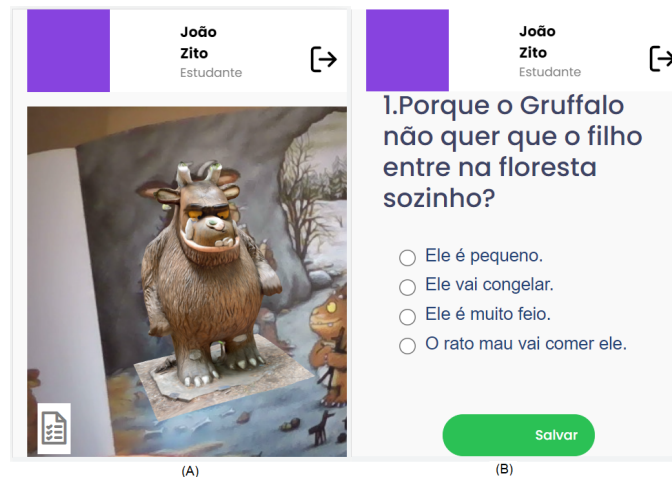 João
Zito
Estudante
(A)
João
Zito
Estudante
1.Porque o Gruffalo
não quer que o filho
entre na floresta
sozinho?
Ele é pequeno.
Ele vai congelar.
Ele é muito feio.
O rato mau vai comer ele.
Salvar
(B)